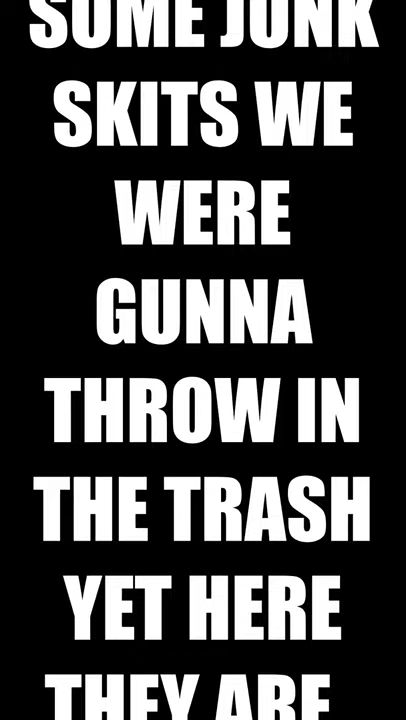 SOME JUNK
SKITS WE
WERE
GUNNA
THROW IN
THE TRASH
YET HERE
THEY ARE